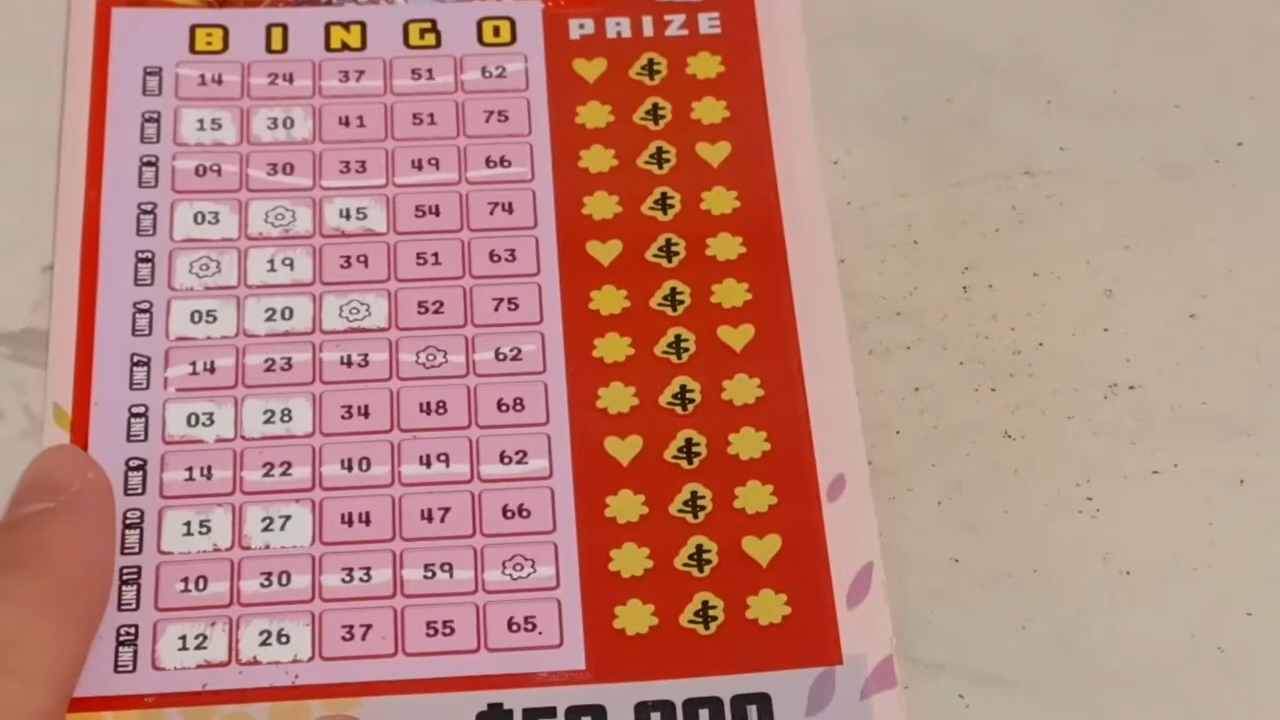 B I N G O PRIZE
LINE 1 14 24 37 51 62 $
LINE 2 15 30 41 51 75 $
LINE 3 09 30 33 49 66 $
LINE 4 03 45 54 74 $
LINE 5 19 39 51 63 $
LINE 6 05 20 52 75 $
LINE 7 14 23 43 62 $
LINE 8 03 28 34 48 68 $
LINE 9 14 22 40 49 62 $
LINE 10 15 27 44 47 66 $
LINE 11 10 30 33 59 $
LINE 12 12 26 37 55 65. $